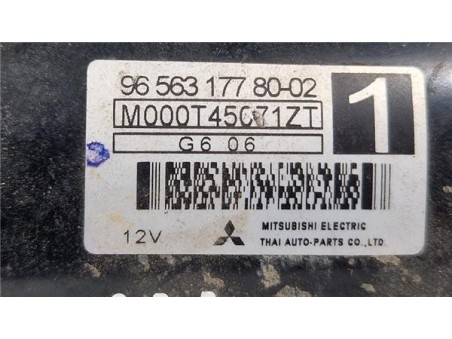 96 563 177 80-02
M000T45071ZT
1
G6 06
12V
MITSUBISHI ELECTRIC
THAI AUTO-PARTS CO.,LTD.